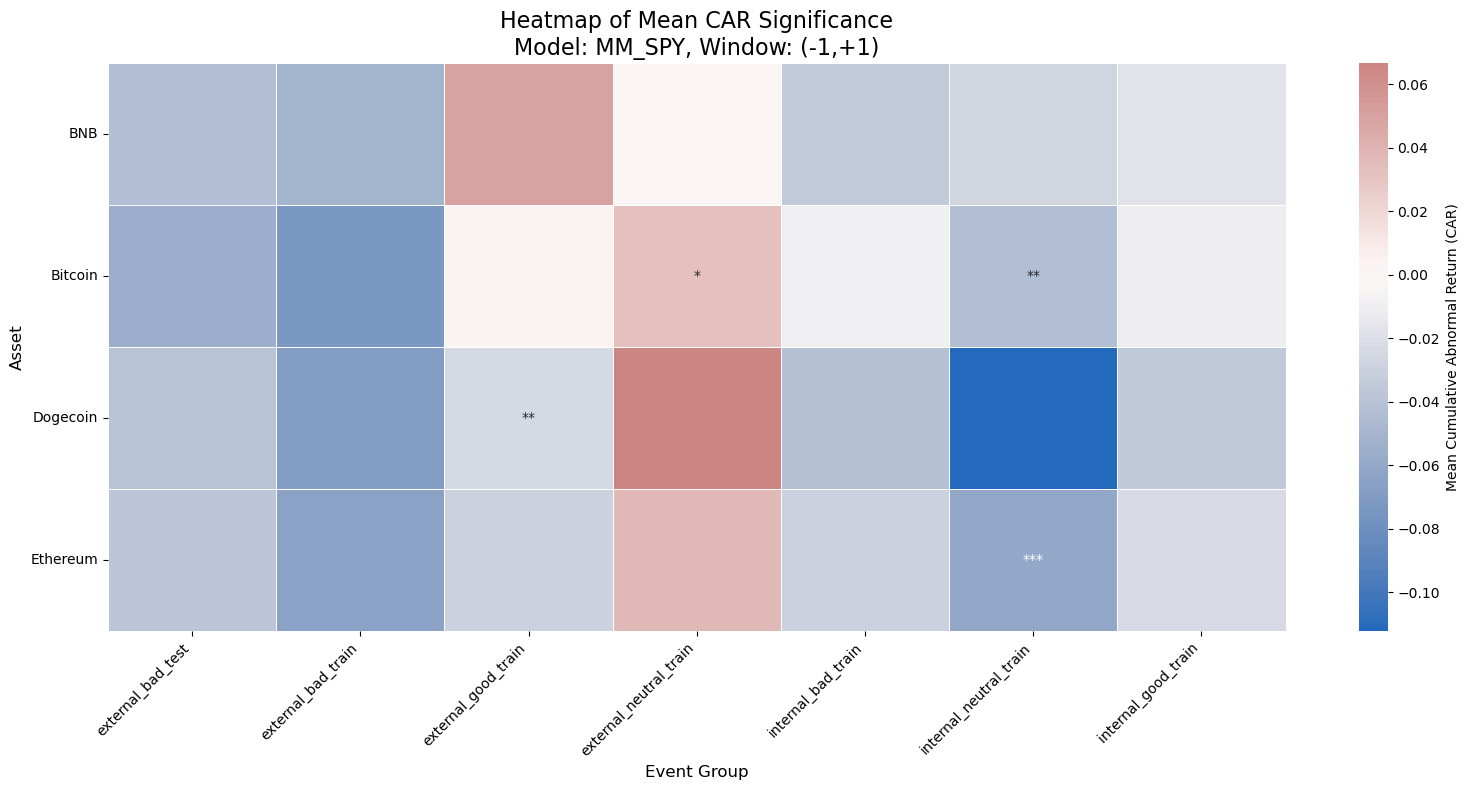 Heatmap of Mean CAR Significance
Model: MM_SPY, Window: (-1,+1)
Asset
BNB
Bitcoin
Dogecoin
Ethereum
*
**
**
***
external_bad_test
external_bad_train
external_good_train
external_neutral_train
internal_bad_train
internal_neutral_train
internal_good_train
Event Group
0.06
0.04
0.02
0.00
−0.02
−0.04
−0.06
−0.08
−0.10
Mean Cumulative Abnormal Return (CAR)